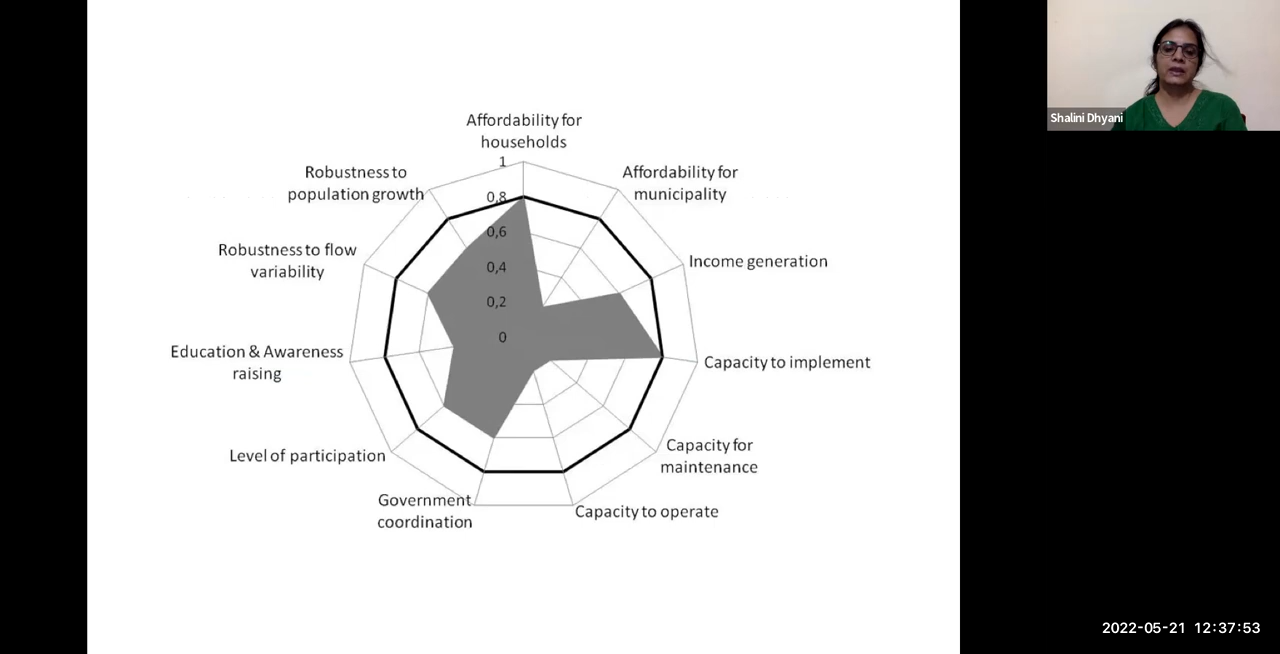 Affordability for
households
1
Affordability for
municipality
Robustness to
population growth
0,8
0,6
Robustness to flow
variability
Income generation
0,4
0,2
0
Education & Awareness
raising
Capacity to implement
Level of participation
Capacity for
maintenance
Government
coordination
Capacity to operate
Shalini Dhyani
2022-05-21 12:37:53